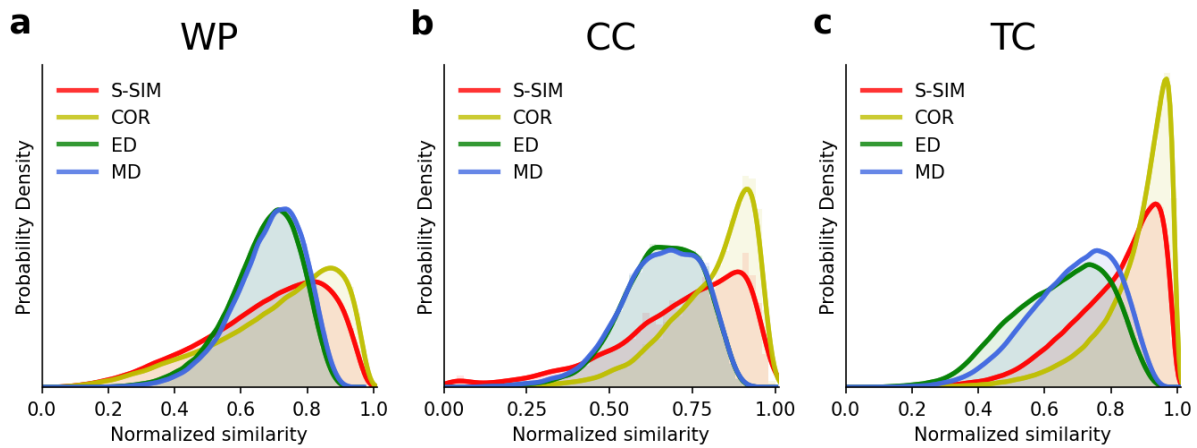 a
WP
S-SIM
COR
ED
MD
Probability Density
0.0 0.2 0.4 0.6 0.8 1.0
Normalized similarity
b
CC
S-SIM
COR
ED
MD
Probability Density
0.00 0.25 0.50 0.75 1.00
Normalized similarity
c
TC
S-SIM
COR
ED
MD
Probability Density
0.0 0.2 0.4 0.6 0.8 1.0
Normalized similarity